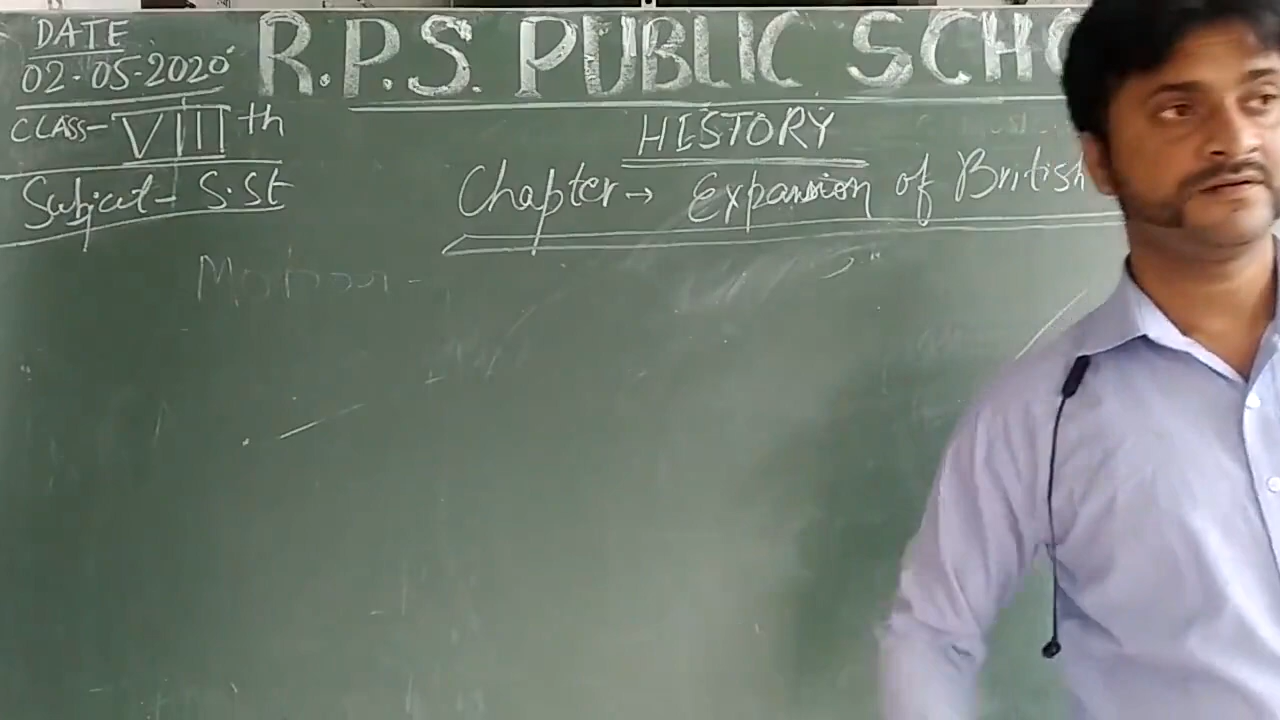 DATE
02-05-2020
R.P.S. PUBLIC SCHO
CLASS- VIII th
HISTORY
Subject - S.St
Chapter → Expansion of British